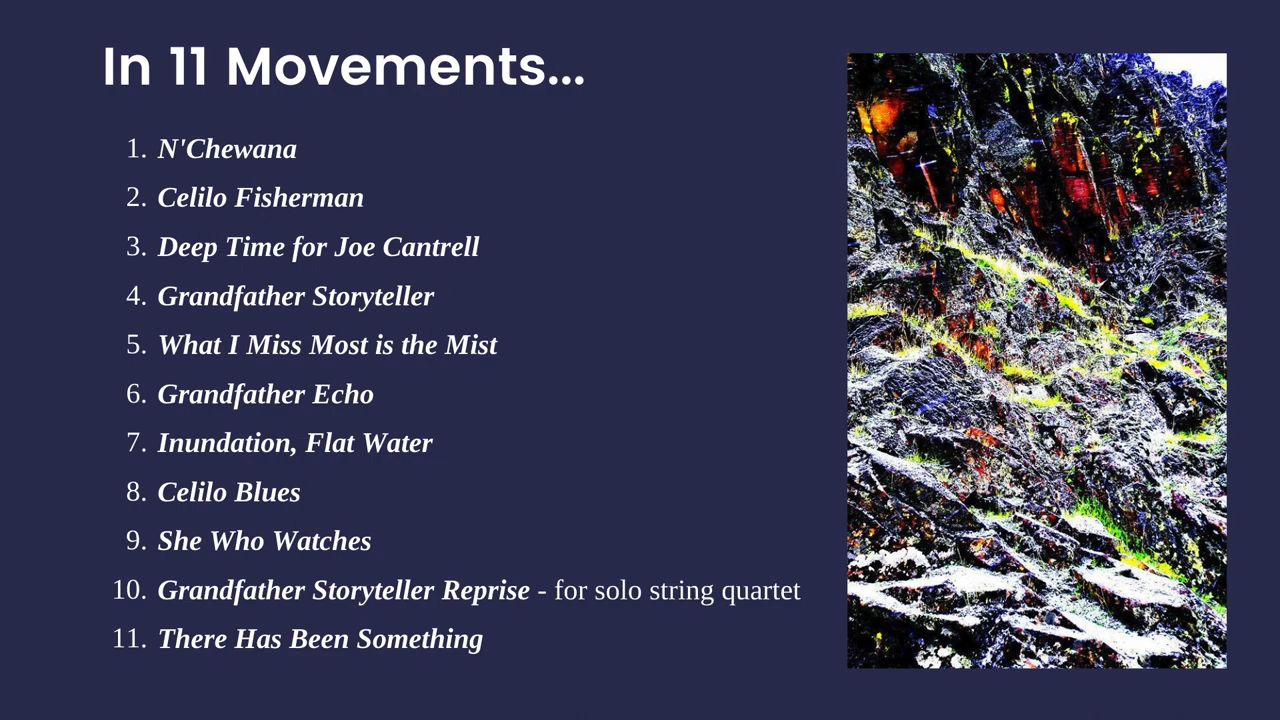 In 11 Movements...
1. N'Chewana
2. Celilo Fisherman
3. Deep Time for Joe Cantrell
4. Grandfather Storyteller
5. What I Miss Most is the Mist
6. Grandfather Echo
7. Inundation, Flat Water
8. Celilo Blues
9. She Who Watches
10. Grandfather Storyteller Reprise - for solo string quartet
11. There Has Been Something